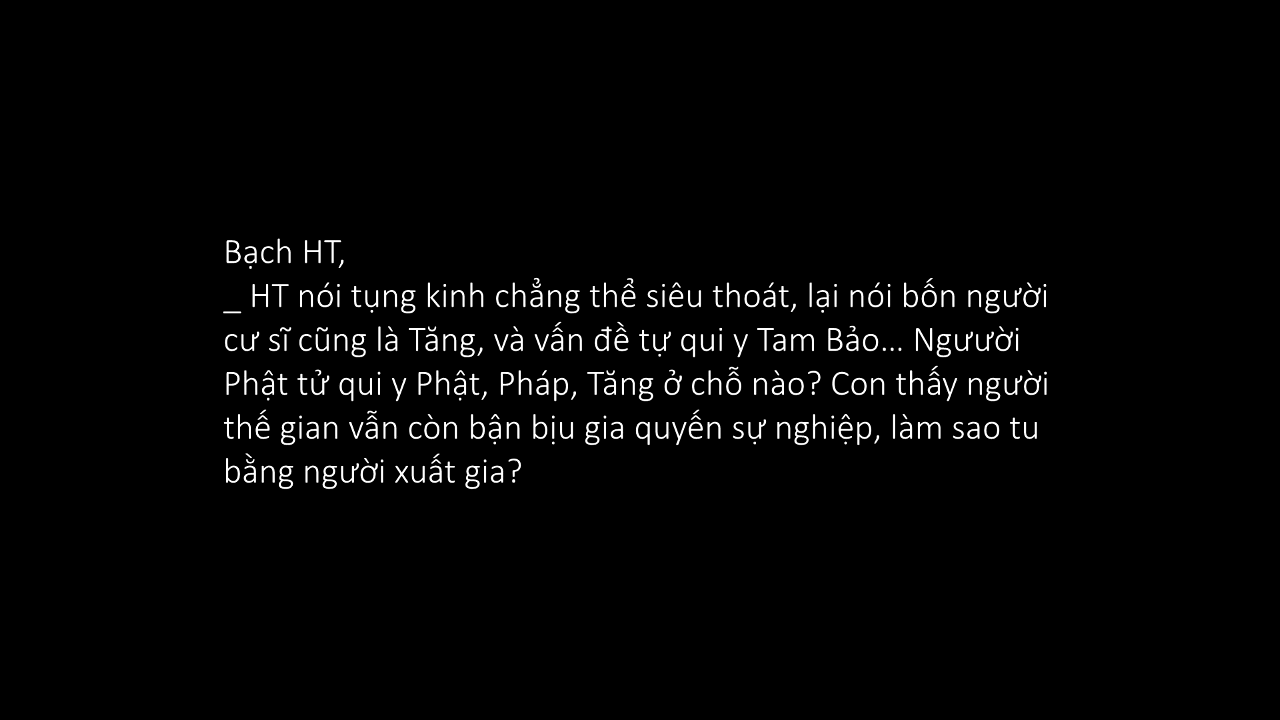 Bạch HT,
_ HT nói tụng kinh chẳng thể siêu thoát, lại nói bốn người
cư sĩ cũng là Tăng, và vấn đề tự qui y Tam Bảo... Ngưười
Phật tử qui y Phật, Pháp, Tăng ở chỗ nào? Con thấy người
thế gian vẫn còn bận bịu gia quyến sự nghiệp, làm sao tu
bằng người xuất gia?